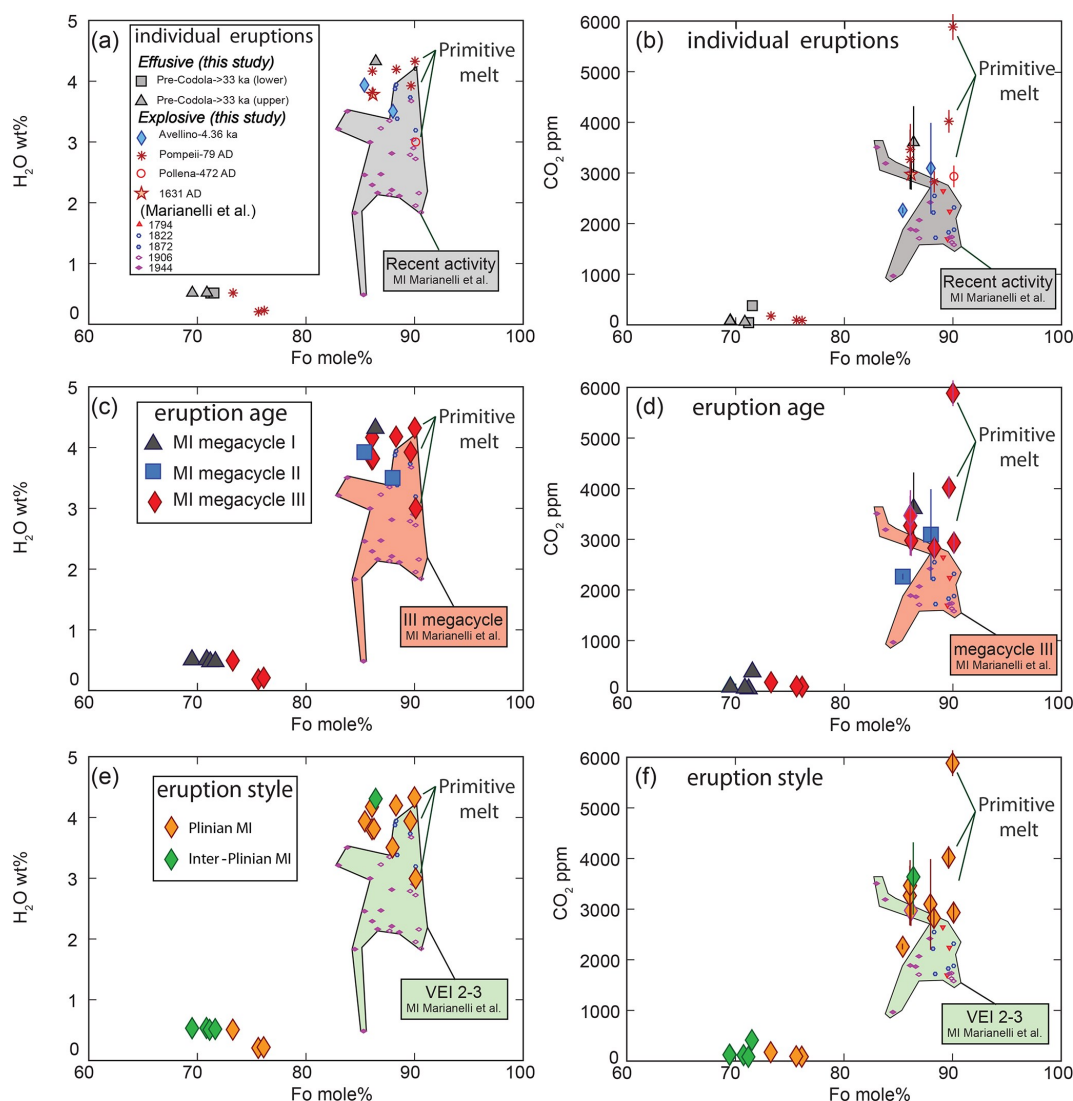 (a) individual eruptions
Effusive (this study)
Pre-Codola->33 ka (lower)
Pre-Codola->33 ka (upper)
Explosive (this study)
Avellino-4.36 ka
Pompeii-79 AD
Pollena-472 AD
1631 AD
(Marianelli et al.)
1794
1822
1872
1906
1944
Primitive
melt
Recent activity
MI Marianelli et al.
H2O wt%
5
4
3
2
1
0
60 70 80 90 100
Fo mole%
(b) individual eruptions
Primitive
melt
Recent activity
MI Marianelli et al.
CO2 ppm
6000
5000
4000
3000
2000
1000
0
60 70 80 90 100
Fo mole%
(c) eruption age
MI megacycle I
MI megacycle II
MI megacycle III
Primitive
melt
III megacycle
MI Marianelli et al.
H2O wt%
5
4
3
2
1
0
60 70 80 90 100
Fo mole%
(d) eruption age
Primitive
melt
megacycle III
MI Marianelli et al.
CO2 ppm
6000
5000
4000
3000
2000
1000
0
60 70 80 90 100
Fo mole%
(e) eruption style
Plinian MI
Inter-Plinian MI
Primitive
melt
VEI 2-3
MI Marianelli et al.
H2O wt%
5
4
3
2
1
0
60 70 80 90 100
Fo mole%
(f) eruption style
Primitive
melt
VEI 2-3
MI Marianelli et al.
CO2 ppm
6000
5000
4000
3000
2000
1000
0
60 70 80 90 100
Fo mole%